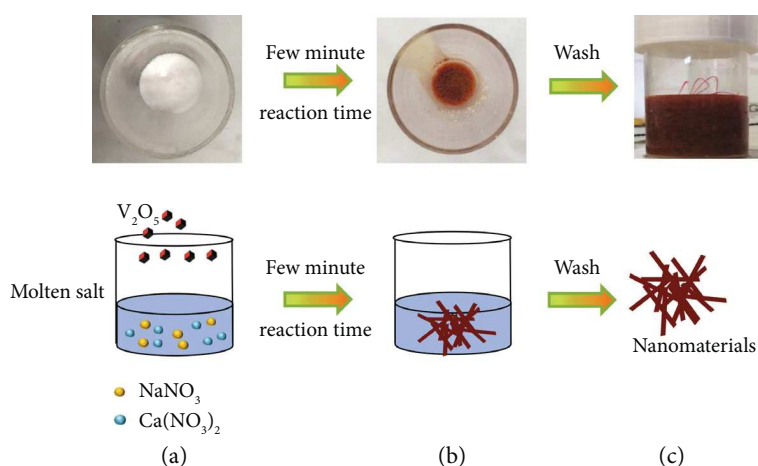 Few minute
reaction time
Wash
V₂O₅
Molten salt
Few minute
reaction time
Wash
Nanomaterials
NaNO₃
Ca(NO₃)₂
(a)
(b)
(c)